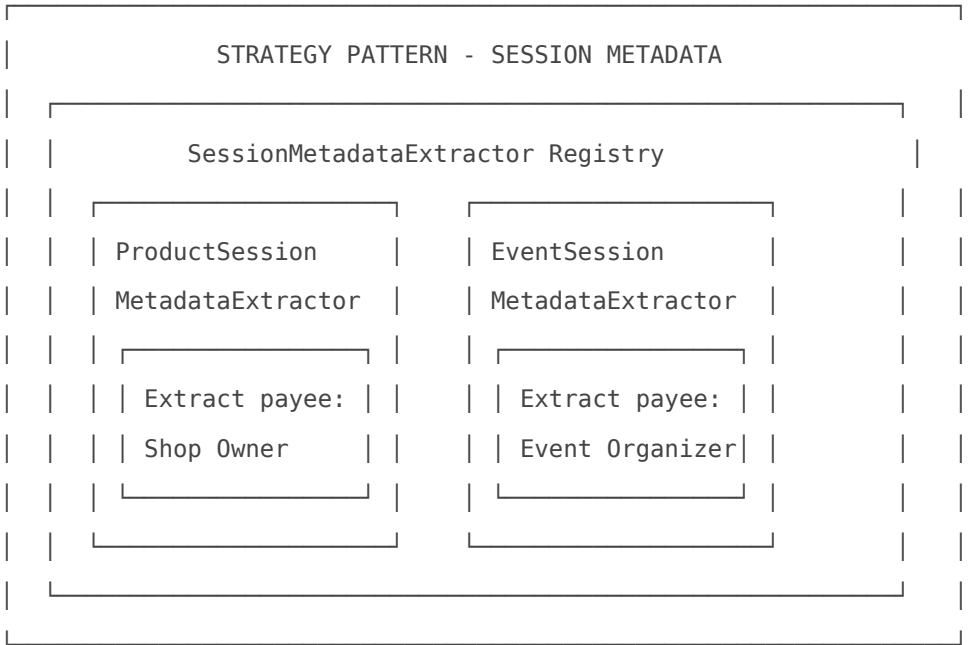 STRATEGY PATTERN - SESSION METADATA
SessionMetadataExtractor Registry
ProductSession EventSession
MetadataExtractor MetadataExtractor
Extract payee: Extract payee:
Shop Owner Event Organizer